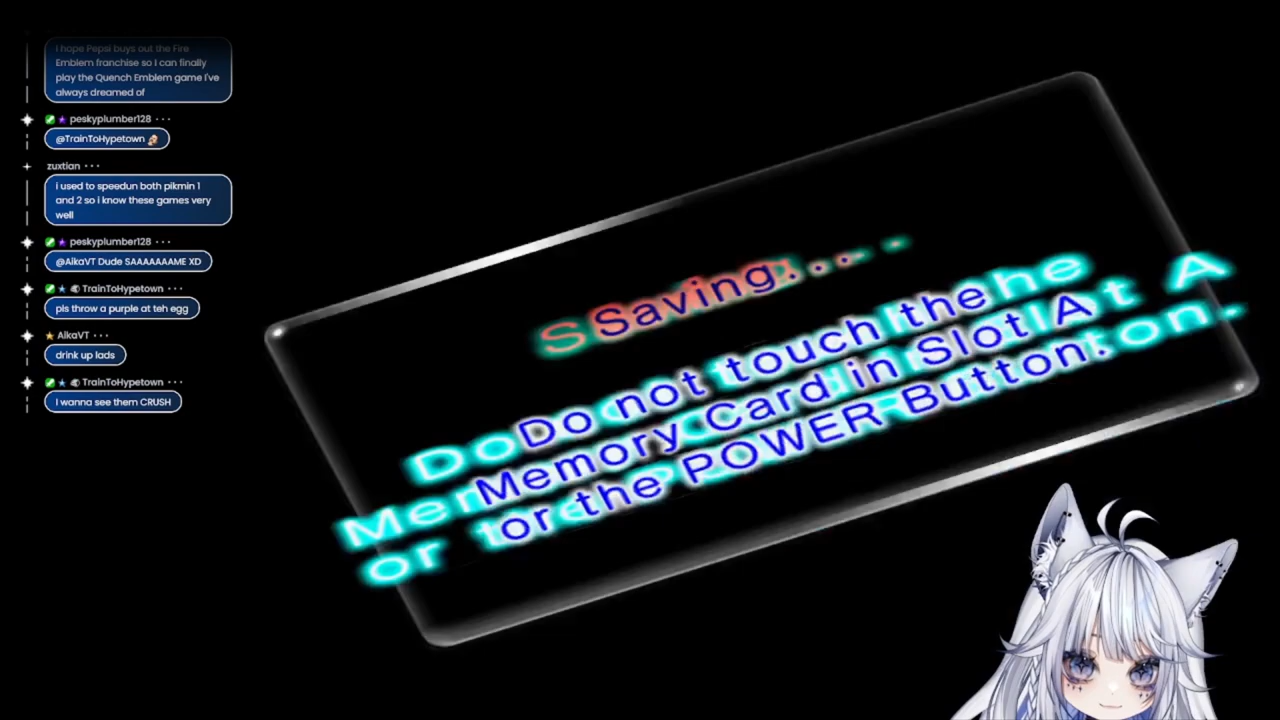 I hope Pepsi buys out the Fire
Emblem franchise so I can finally
play the Quench Emblem game I've
always dreamed of
peskyplumber128
@TrainToHypetown
zuxtian
i used to speedun both pikmin 1
and 2 so i know these games very
well
peskyplumber128
@AikaVT Dude SAAAAAAAME XD
TrainToHypetown
pls throw a purple at teh egg
AikaVT
drink up lads
TrainToHypetown
I wanna see them CRUSH
Saving. . .
Do not touch the
Memory Card in Slot A
or the POWER Button.